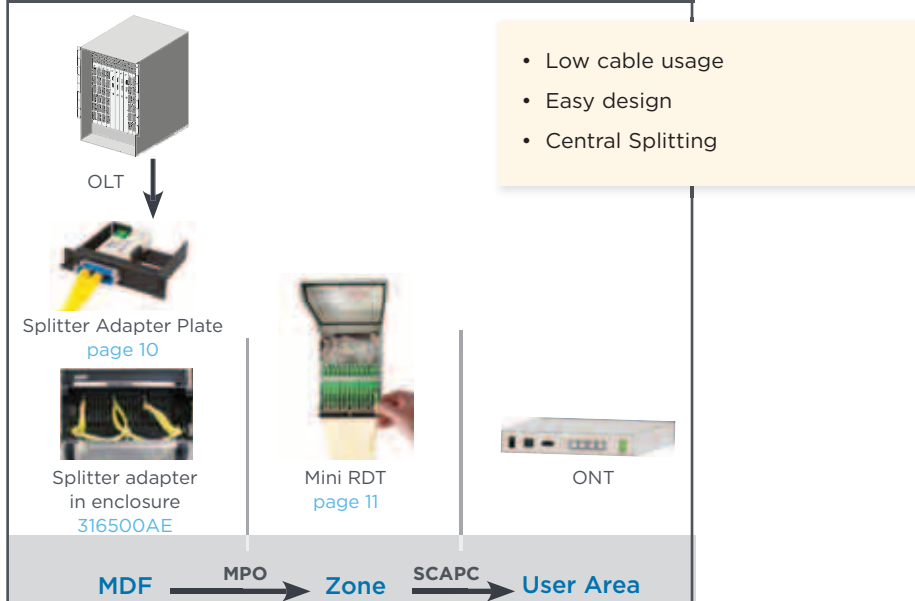 • Low cable usage
• Easy design
• Central Splitting
OLT
Splitter Adapter Plate
page 10
Splitter adapter
in enclosure
316500AE
Mini RDT
page 11
ONT
MDF
MPO
Zone
SCAPC
User Area